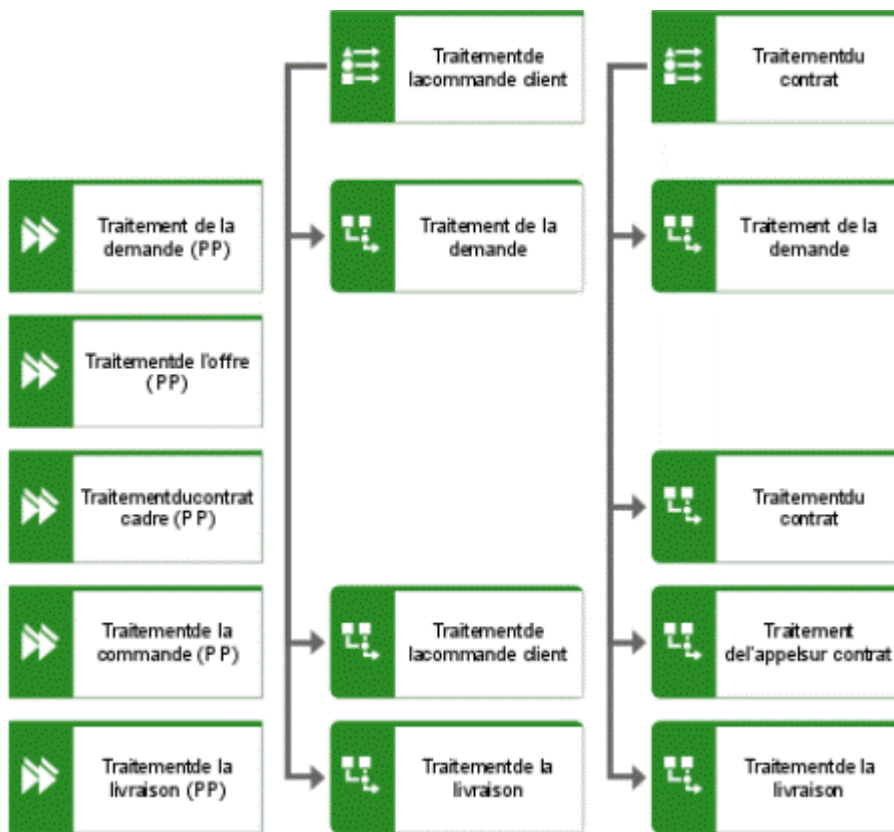 Traitementde
lacommande client
Traitementdu
contrat
Traitement de la
demande (PP)
Traitement de la
demande
Traitement de la
demande
Traitementde l'offre
(PP)
Traitementducontrat
cadre (PP)
Traitementdu
contrat
Traitementde la
commande (PP)
Traitementde
lacommande client
Traitement
del'appelsur contrat
Traitementde la
livraison (PP)
Traitementde la
livraison
Traitementde la
livraison